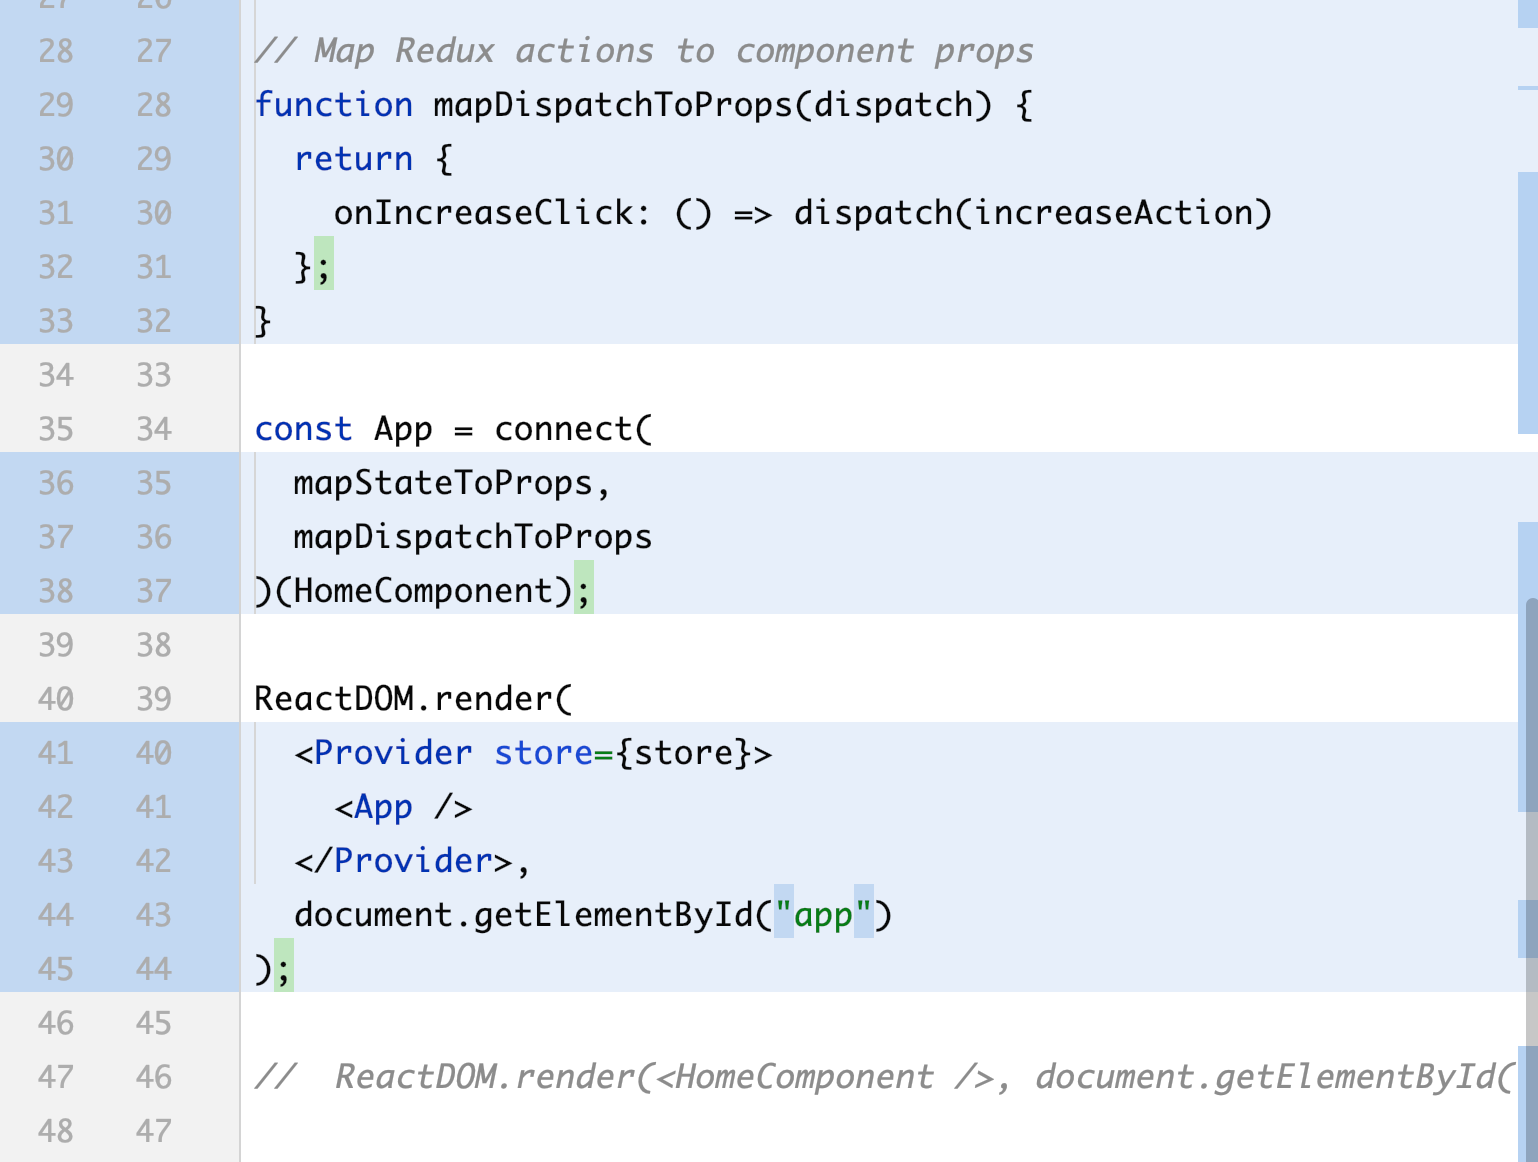 27 26
28 27 // Map Redux actions to component props
29 28 function mapDispatchToProps(dispatch) {
30 29 return {
31 30 onIncreaseClick: () => dispatch(increaseAction)
32 31 };
33 32 }
34 33
35 34 const App = connect(
36 35 mapStateToProps,
37 36 mapDispatchToProps
38 37 )(HomeComponent);
39 38
40 39 ReactDOM.render(
41 40 <Provider store={store}>
42 41 <App />
43 42 </Provider>,
44 43 document.getElementById("app")
45 44 );
46 45
47 46 // ReactDOM.render(<HomeComponent />, document.getElementById(
48 47